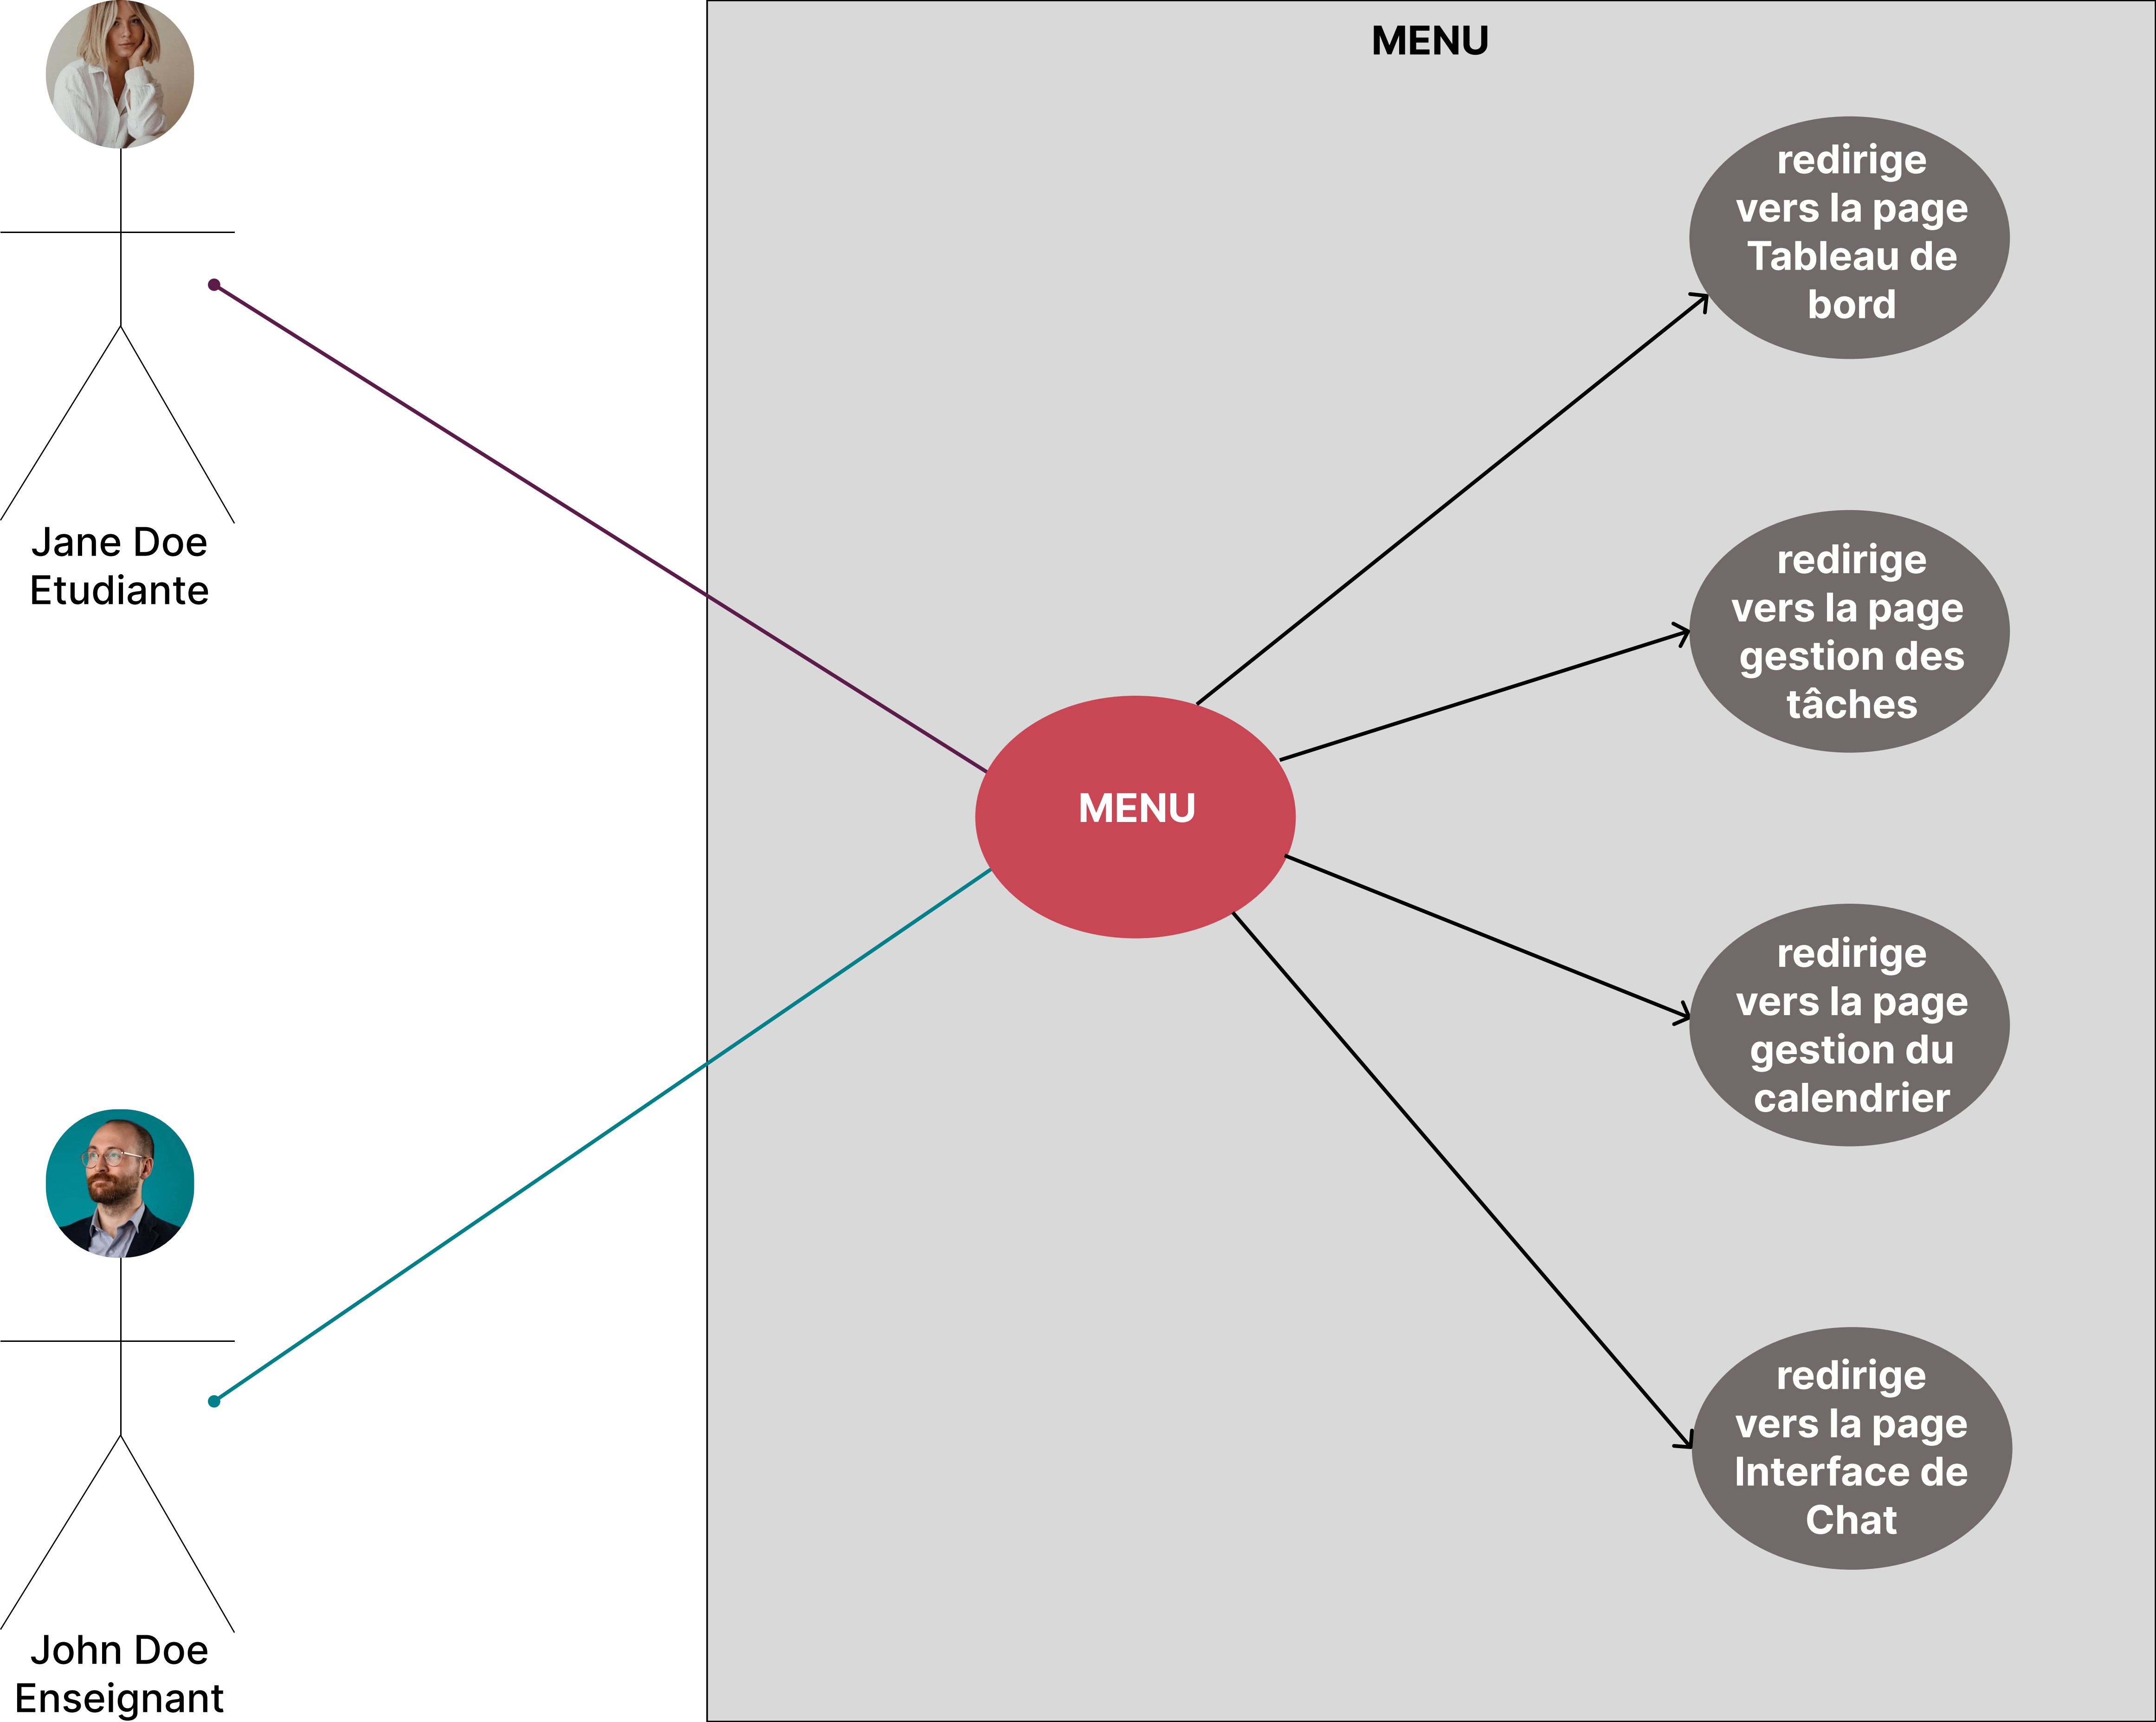 MENU
redirige
vers la page
Tableau de
bord
Jane Doe
Etudiante
redirige
vers la page
gestion des
tâches
MENU
redirige
vers la page
gestion du
calendrier
redirige
vers la page
Interface de
Chat
John Doe
Enseignant